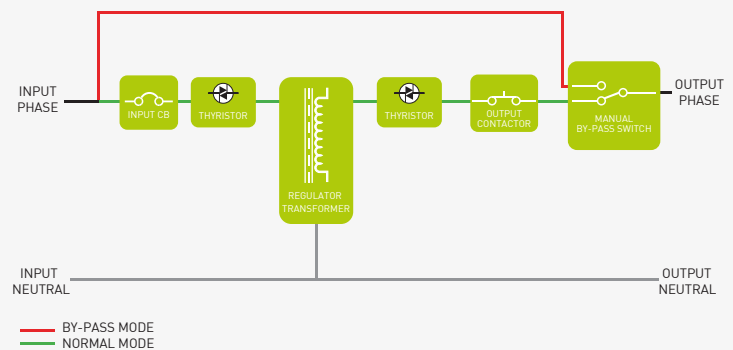 INPUT
PHASE
INPUT CB
THYRISTOR
REGULATOR
TRANSFORMER
THYRISTOR
OUTPUT
CONTACTOR
MANUAL
BY-PASS SWITCH
OUTPUT
PHASE
INPUT
NEUTRAL
OUTPUT
NEUTRAL
BY-PASS MODE
NORMAL MODE